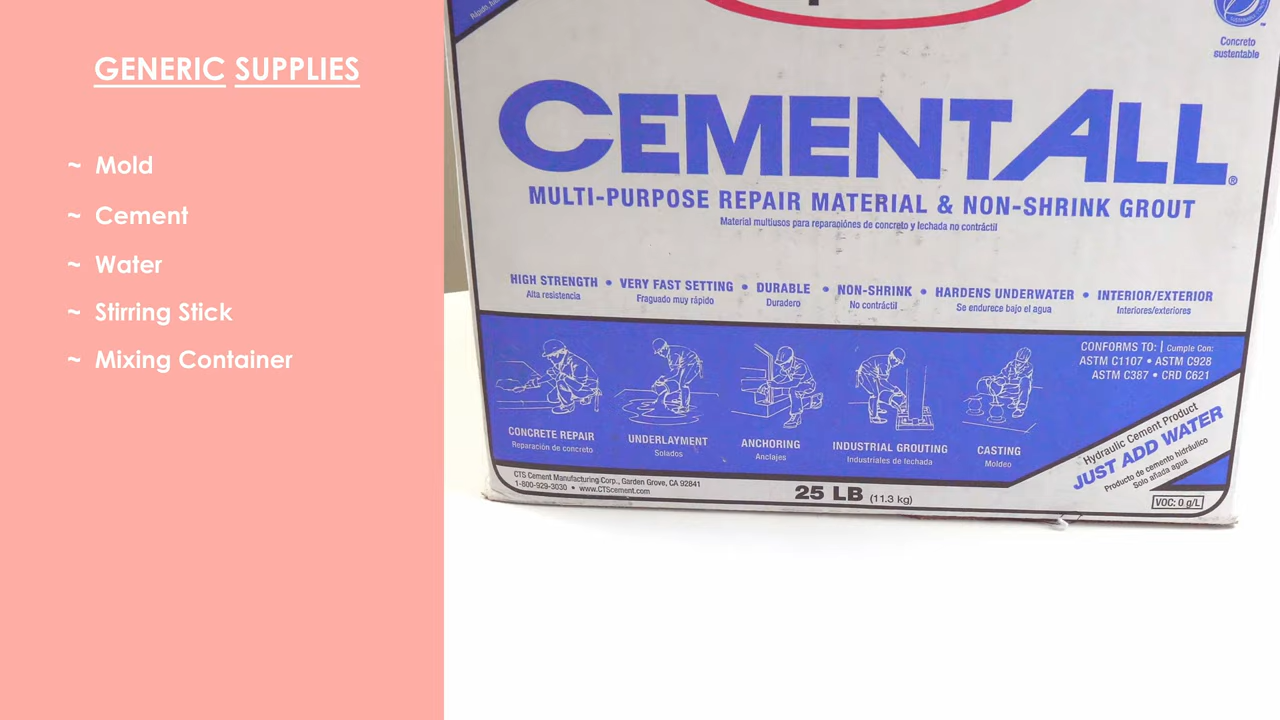 GENERIC SUPPLIES
~ Mold
~ Cement
~ Water
~ Stirring Stick
~ Mixing Container
Concreto
sustentable
CEMENTALL®
MULTI-PURPOSE REPAIR MATERIAL & NON-SHRINK GROUT
Material multiusos para reparaciónes de concreto y lechada no contráctil
HIGH STRENGTH • VERY FAST SETTING • DURABLE • NON-SHRINK • HARDENS UNDERWATER • INTERIOR/EXTERIOR
Alta resistencia Fraguado muy rápido Duradero No contráctil Se endurece bajo el agua Interiores/exteriores
CONFORMS TO: | Cumple Con:
ASTM C1107 • ASTM C928
ASTM C387 • CRD C621
CONCRETE REPAIR
Reparación de concreto
UNDERLAYMENT
Solados
ANCHORING
Anclajes
INDUSTRIAL GROUTING
Industriales de lechada
CASTING
Moldeo
Hydraulic Cement Product
JUST ADD WATER
Producto de cemento hidráulico
Solo añada agua
CTS Cement Manufacturing Corp., Garden Grove, CA 92841
1-800-929-3030 • www.CTScement.com
25 LB (11.3 kg)
VOC: 0 g/L